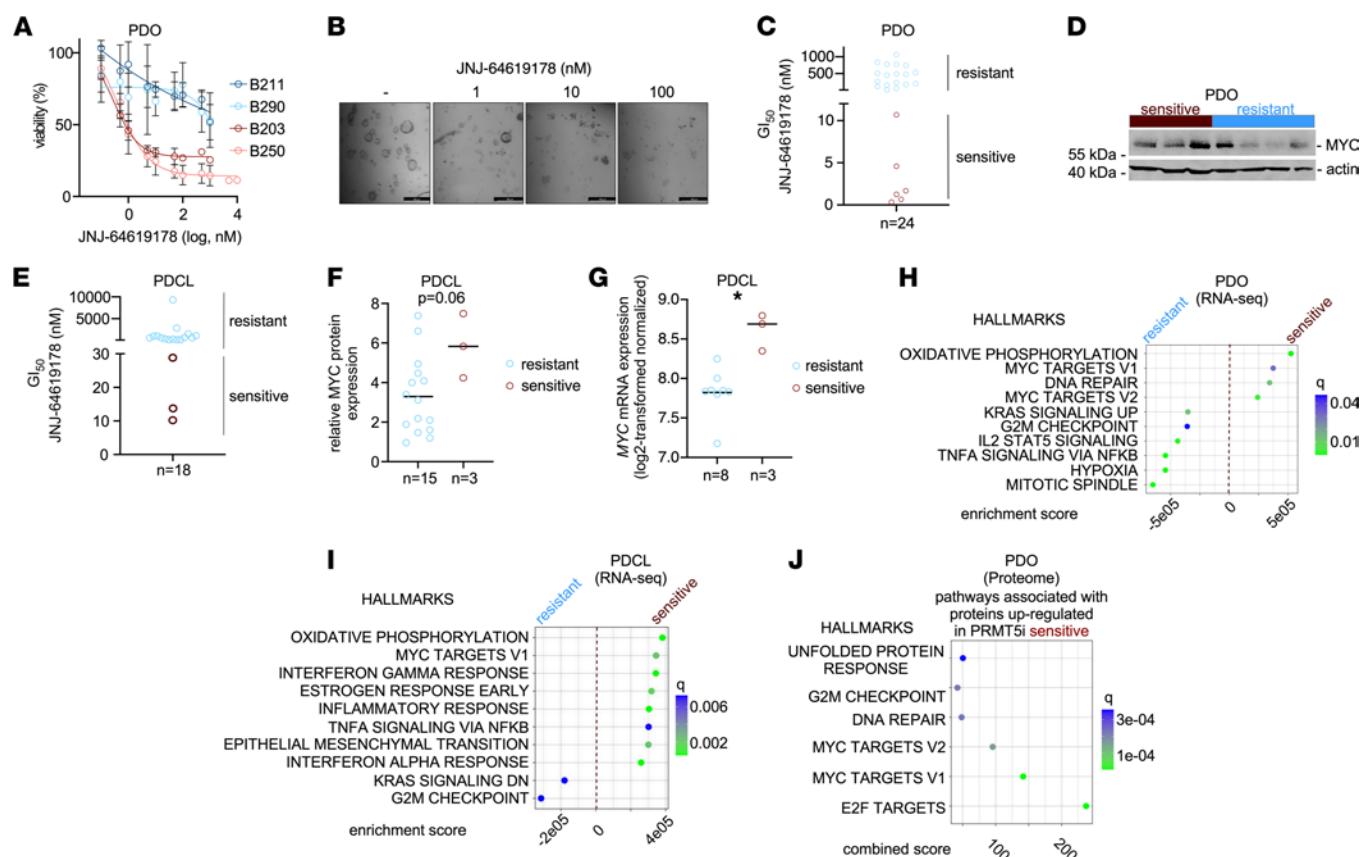 A
PDO
viability (%)
100
50
0
0
2
4
JNJ-64619178 (log, nM)
B211
B290
B203
B250
B
JNJ-64619178 (nM)
-
1
10
100
C
PDO
GI50
JNJ-64619178 (nM)
1000
500
10
5
0
resistant
sensitive
n=24
D
PDO
sensitive
resistant
55 kDa -
40 kDa -
- MYC
- actin
E
PDCL
GI50
JNJ-64619178 (nM)
10000
5000
30
20
10
0
resistant
sensitive
n=18
F
PDCL
p=0.06
relative MYC protein
expression
8
6
4
2
0
n=15
n=3
resistant
sensitive
G
PDCL
*
MYC mRNA expression
(log2-transformed normalized)
9.0
8.5
8.0
7.5
7.0
n=8
n=3
resistant
sensitive
H
PDO
(RNA-seq)
resistant
sensitive
HALLMARKS
OXIDATIVE PHOSPHORYLATION
MYC TARGETS V1
DNA REPAIR
MYC TARGETS V2
KRAS SIGNALING UP
G2M CHECKPOINT
IL2 STAT5 SIGNALING
TNFA SIGNALING VIA NFKB
HYPOXIA
MITOTIC SPINDLE
enrichment score
-5e05
0
5e05
q
0.04
0.01
I
PDCL
(RNA-seq)
resistant
sensitive
HALLMARKS
OXIDATIVE PHOSPHORYLATION
MYC TARGETS V1
INTERFERON GAMMA RESPONSE
ESTROGEN RESPONSE EARLY
INFLAMMATORY RESPONSE
TNFA SIGNALING VIA NFKB
EPITHELIAL MESENCHYMAL TRANSITION
INTERFERON ALPHA RESPONSE
KRAS SIGNALING DN
G2M CHECKPOINT
enrichment score
-2e05
0
4e05
q
0.006
0.002
J
PDO
(Proteome)
pathways associated with
proteins up-regulated
in PRMT5i sensitive
HALLMARKS
UNFOLDED PROTEIN
RESPONSE
G2M CHECKPOINT
DNA REPAIR
MYC TARGETS V2
MYC TARGETS V1
E2F TARGETS
combined score
100
200
q
3e-04
1e-04